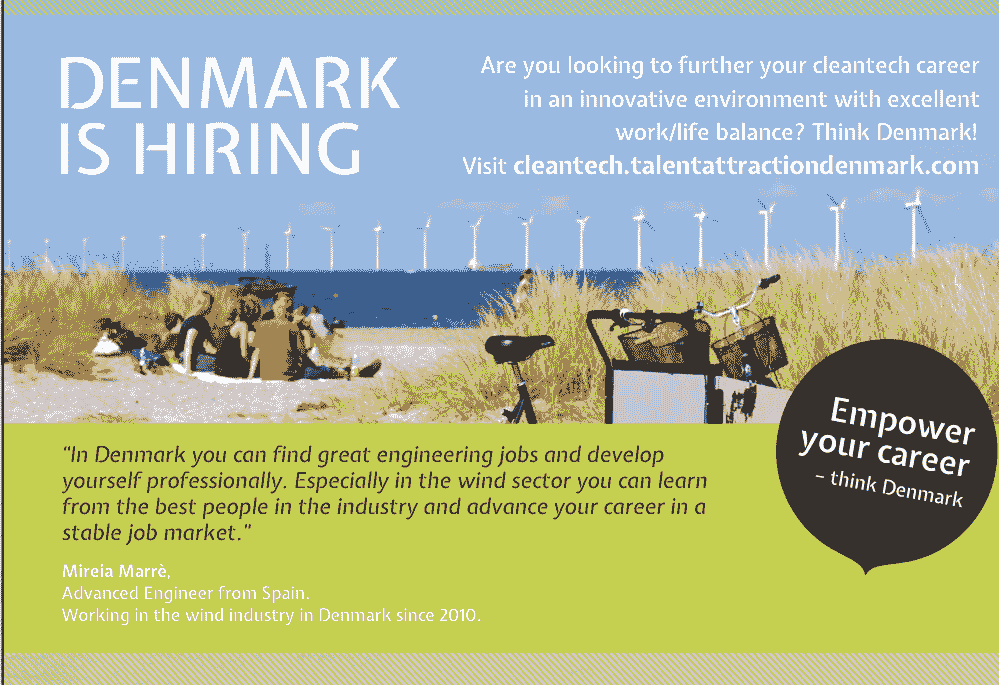 DENMARK
IS HIRING
Are you looking to further your cleantech career
in an innovative environment with excellent
work/life balance? Think Denmark!
Visit cleantech.talentattractiondenmark.com
"In Denmark you can find great engineering jobs and develop
yourself professionally. Especially in the wind sector you can learn
from the best people in the industry and advance your career in a
stable job market."
Mireia Marrè,
Advanced Engineer from Spain.
Working in the wind industry in Denmark since 2010.
Empower
your career
– think Denmark